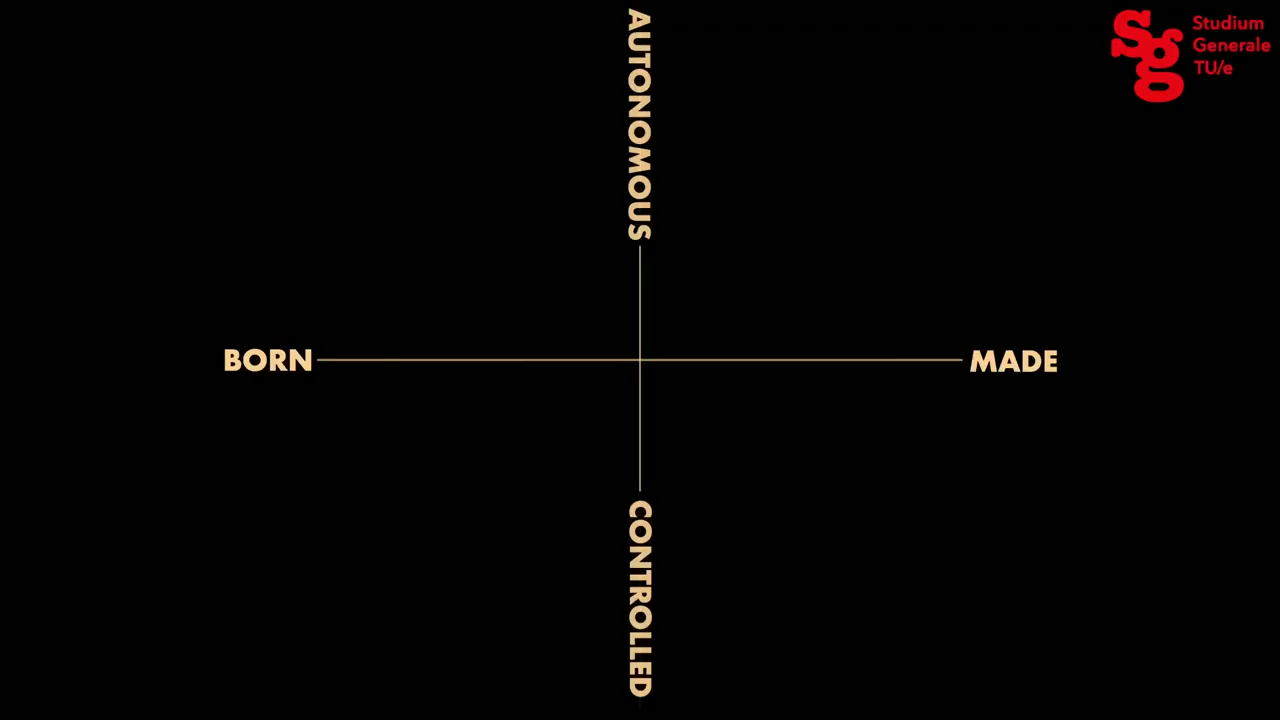 AUTONOMOUS
Sg
Studium
Generale
TU/e
BORN
MADE
CONTROLLED